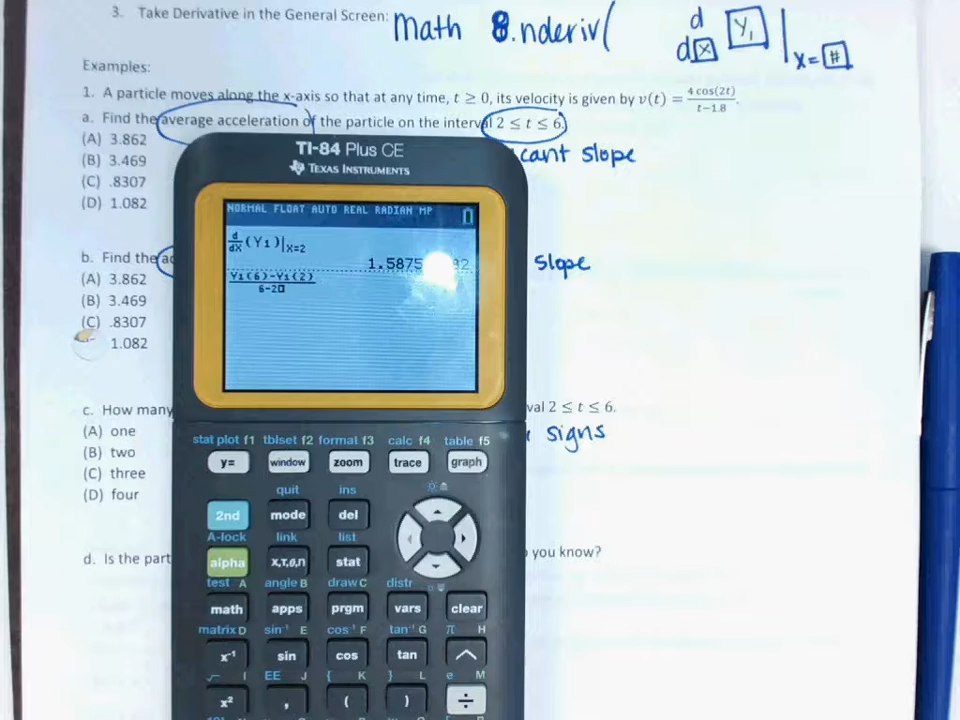 3. Take Derivative in the General Screen: Math 8.nderiv(
d
d[x] [Y₁] | x=[#]
Examples:
1. A particle moves along the x-axis so that at any time, t ≥ 0, its velocity is given by v(t) = 4 cos(2t)/t−1.8.
a. Find the average acceleration of the particle on the interval 2 ≤ t ≤ 6.
(A) 3.862
cant slope
(B) 3.469
(C) .8307
(D) 1.082
b. Find the
slope
(A) 3.862
(B) 3.469
(C) .8307
1.082
c. How many
val 2 ≤ t ≤ 6.
(A) one
signs
(B) two
(C) three
(D) four
d. Is the part
you know?
TI-84 Plus CE
TEXAS INSTRUMENTS
NORMAL FLOAT AUTO REAL RADIAN MP
d/dX(Y₁)|X=2
1.5875
Y₁(6)-Y₁(2)
6-2
stat plot f1 tblset f2 format f3 calc f4 table f5
y= window zoom trace graph
quit ins
2nd mode del
A-lock link list
alpha X,T,θ,n stat
test A angle B draw C distr
math apps prgm vars clear
matrix D sin⁻¹ E cos⁻¹ F tan⁻¹ G π H
x⁻¹ sin cos tan ^
√ I EE J { K } L e M
x² , ( ) ÷